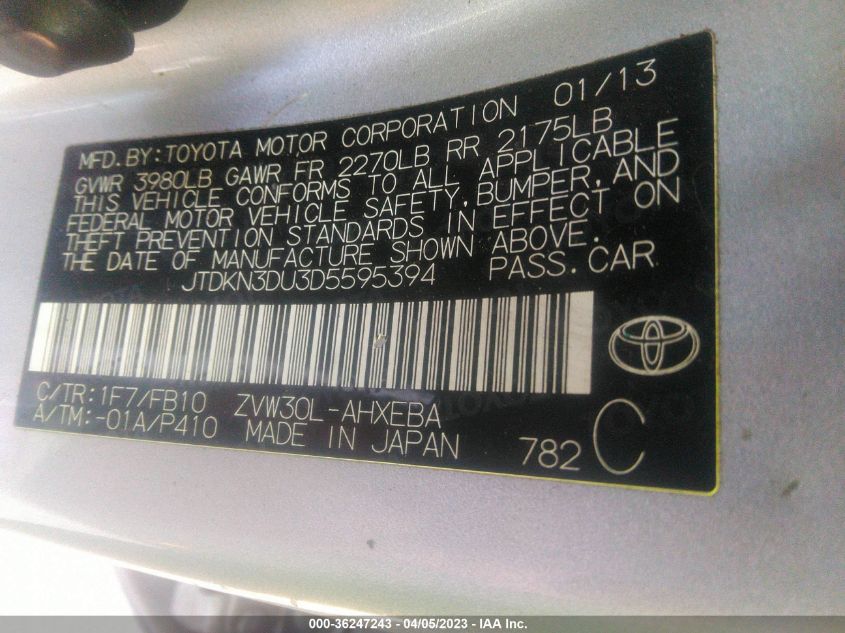 MFD.BY:TOYOTA MOTOR CORPORATION 01/13
GVWR 3980LB GAWR FR 2270LB RR 2175LB
THIS VEHICLE CONFORMS TO ALL APPLICABLE
FEDERAL MOTOR VEHICLE SAFETY,BUMPER,AND
THEFT PREVENTION STANDARDS IN EFFECT ON
THE DATE OF MANUFACTURE SHOWN ABOVE.
JTDKN3DU3D5595394 PASS.CAR
C/TR:1F7/FB10 ZVW30L-AHXEBA
A/TM:-01A/P410 MADE IN JAPAN 782 C
000-36247243 - 04/05/2023 - IAA Inc.